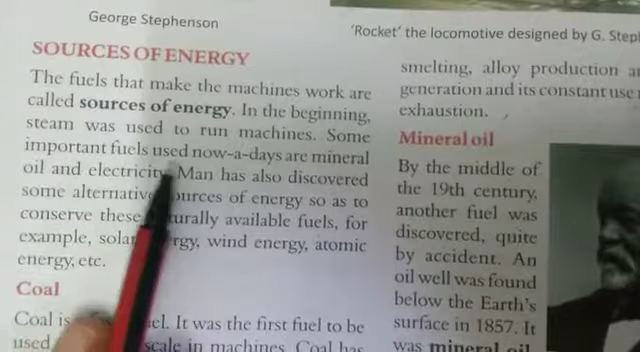 George Stephenson
'Rocket' the locomotive designed by G.
SOURCES OF ENERGY
The fuels that make the machines work are
called sources of energy. In the beginning,
steam was used to run machines. Some
important fuels used now-a-days are mineral
oil and electricity. Man has also discovered
some alternative sources of energy so as to
conserve these naturally available fuels, for
example, solar energy, wind energy, atomic
energy, etc.
Coal
Coal is fuel. It was the first fuel to be
used scale in machines. Coal has
smelting, alloy production
generation and its constant use
exhaustion.
Mineral oil
By the middle of
the 19th century,
another fuel was
discovered, quite
by accident. An
oil well was found
below the Earth's
surface in 1857. It
was mineral oil